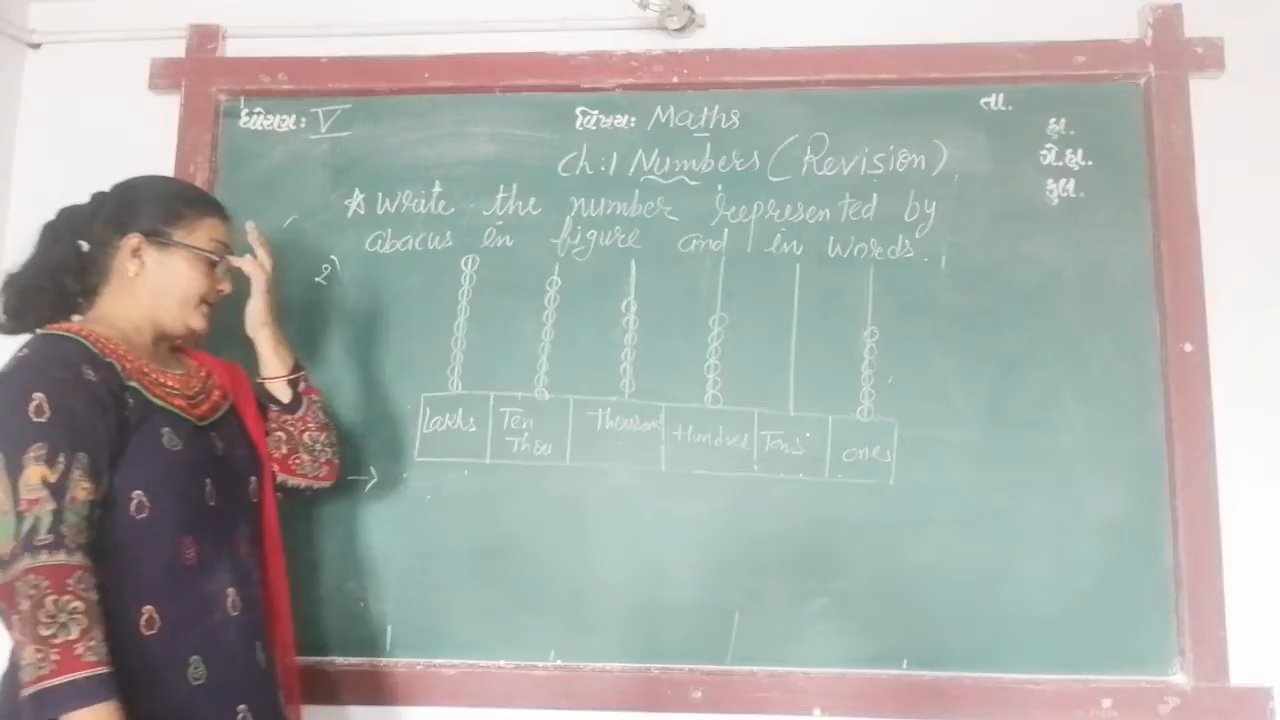 ધોરણ: V
વિષય: Maths
તા.
હા.
ગે.હા.
કુલ.
Ch:1 Numbers (Revision)
☆ Write the number represented by
abacus in figure and in words.
2)
Lakhs
Ten
Thou
Thousand
Hundred
Tens
ones
→